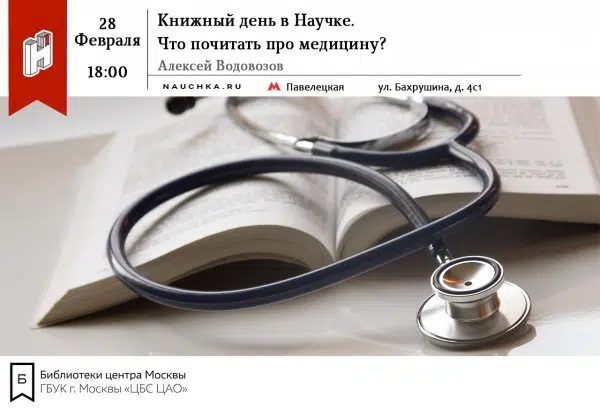 28
Февраля
18:00
Книжный день в Научке.
Что почитать про медицину?
Алексей Водовозов
NAUCHKA.RU
М Павелецкая
ул. Бахрушина, д. 4с1
Б
Библиотеки центра Москвы
ГБУК г. Москвы «ЦБС ЦАО»